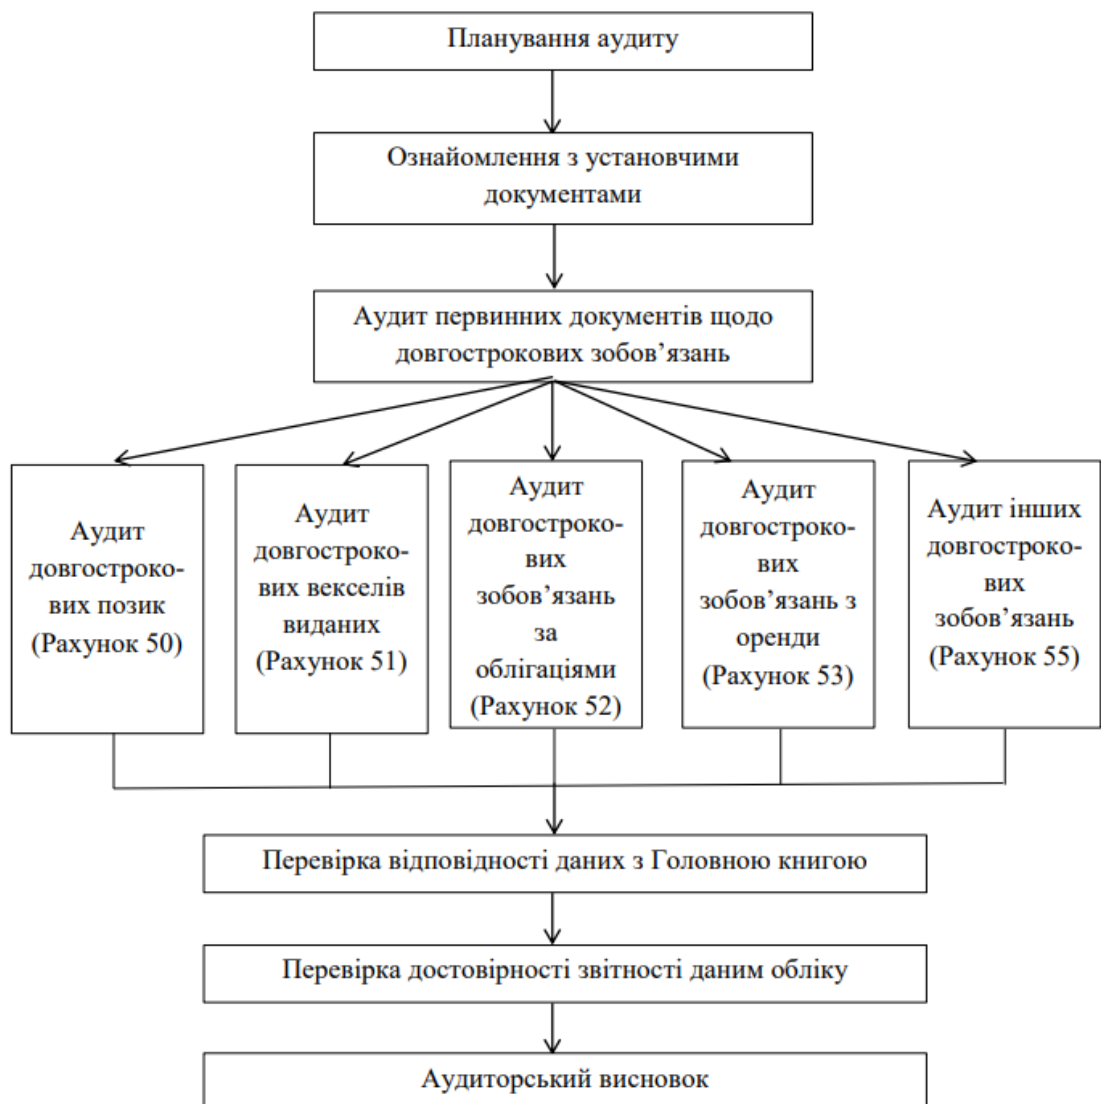 Планування аудиту
Ознайомлення з установчими
документами
Аудит первинних документів щодо
довгострокових зобов’язань
Аудит
довгостроко-
вих позик
(Рахунок 50)
Аудит
довгостроко-
вих векселів
виданих
(Рахунок 51)
Аудит
довгостроко-
вих
зобов’язань
за
облігаціями
(Рахунок 52)
Аудит
довгостроко-
вих
зобов’язань з
оренди
(Рахунок 53)
Аудит інших
довгостроко-
вих
зобов’язань
(Рахунок 55)
Перевірка відповідності даних з Головною книгою
Перевірка достовірності звітності даним обліку
Аудиторський висновок